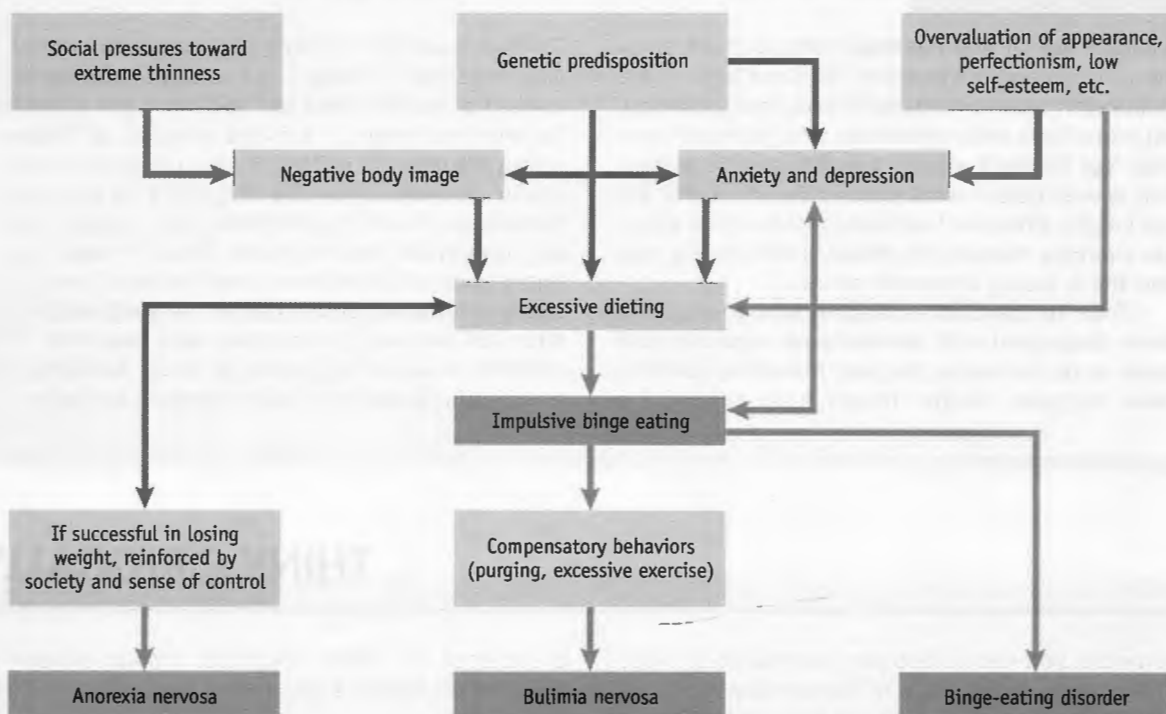 Social pressures toward
extreme thinness
Genetic predisposition
Overvaluation of appearance,
perfectionism, low
self-esteem, etc.
Negative body image
Anxiety and depression
Excessive dieting
Impulsive binge eating
If successful in losing
weight, reinforced by
society and sense of control
Compensatory behaviors
(purging, excessive exercise)
Anorexia nervosa
Bulimia nervosa
Binge-eating disorder